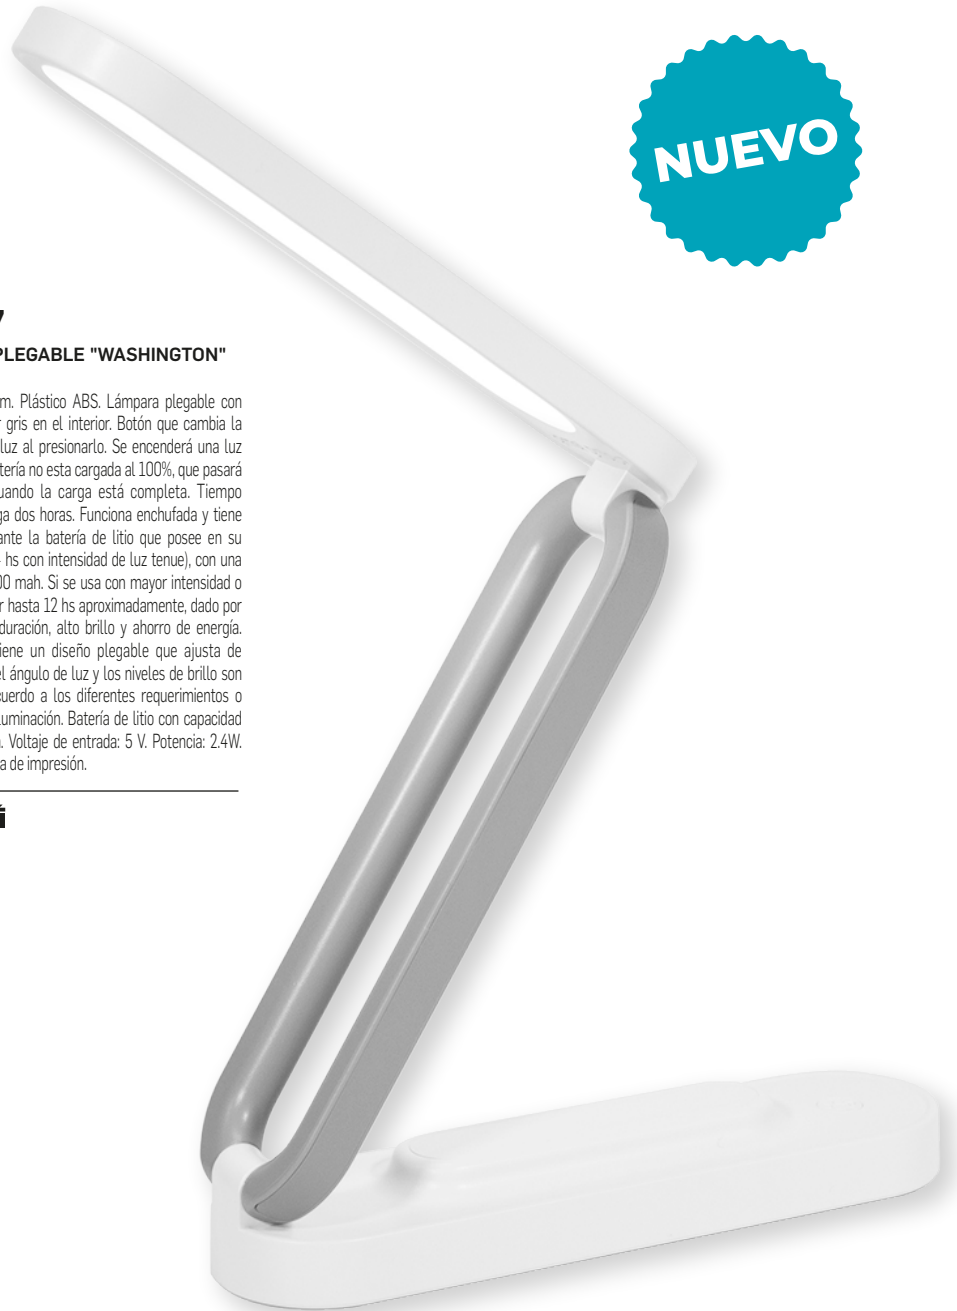 NUEVO
7
PLEGABLE "WASHINGTON"
m. Plástico ABS. Lámpara plegable con
gris en el interior. Botón que cambia la
luz al presionarlo. Se encenderá una luz
tería no esta cargada al 100%, que pasará
uando la carga está completa. Tiempo
ga dos horas. Funciona enchufada y tiene
ante la batería de litio que posee en su
hs con intensidad de luz tenue), con una
00 mah. Si se usa con mayor intensidad o
r hasta 12 hs aproximadamente, dado por
duración, alto brillo y ahorro de energía.
iene un diseño plegable que ajusta de
el ángulo de luz y los niveles de brillo son
cuerdo a los diferentes requerimientos o
luminación. Batería de litio con capacidad
. Voltaje de entrada: 5 V. Potencia: 2.4W.
a de impresión.